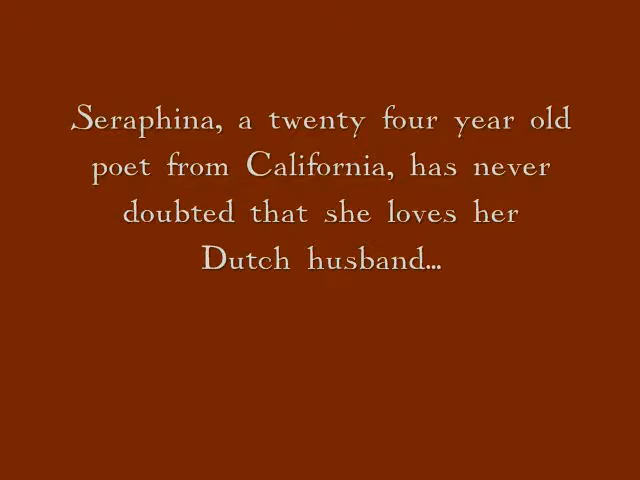 Seraphina, a twenty four year old
poet from California, has never
doubted that she loves her
Dutch husband...